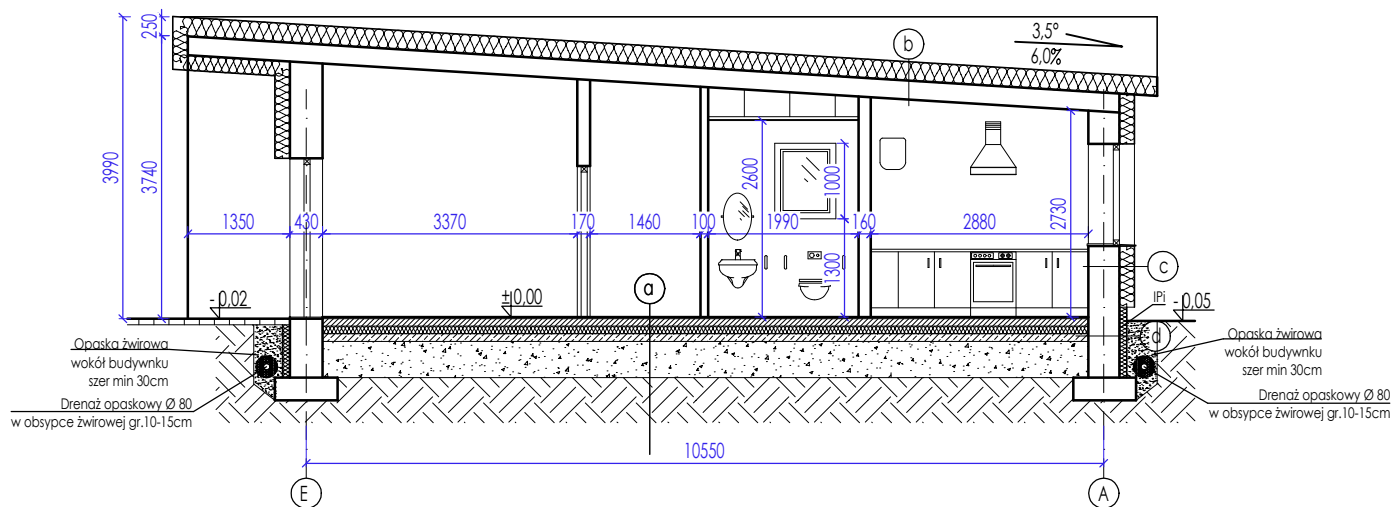 250
3,5°
6,0%
b
3990
3740
2600
1000
1350
430
3370
170
1460
100
1990
160
2880
2730
1300
c
a
IPi
- 0,02
±0,00
- 0,05
d
Opaska żwirowa
wokół budywnku
szer min 30cm
Drenaż opaskowy Ø 80
w obsypce żwirowej gr.10-15cm
Opaska żwirowa
wokół budywnku
szer min 30cm
Drenaż opaskowy Ø 80
w obsypce żwirowej gr.10-15cm
10550
E
A